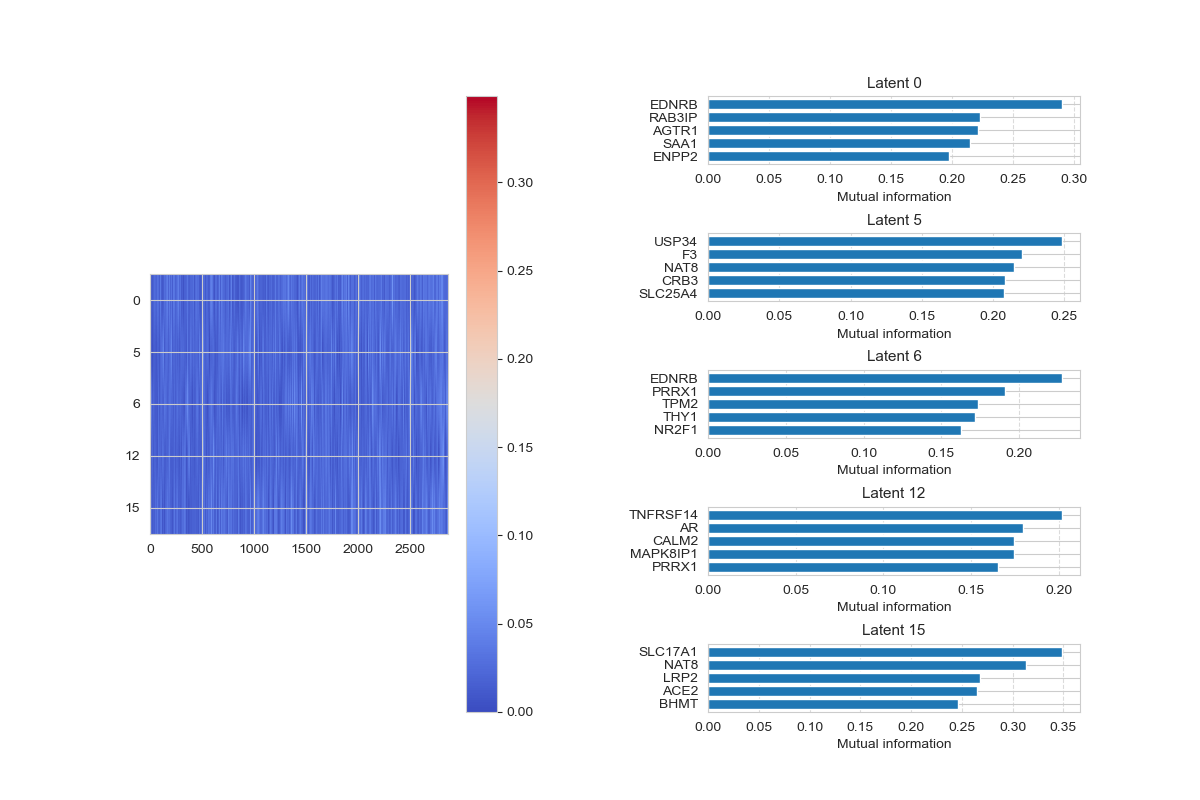 0
5
6
12
15
0 500 1000 1500 2000 2500
0.30
0.25
0.20
0.15
0.10
0.05
0.00
Latent 0
EDNRB
RAB3IP
AGTR1
SAA1
ENPP2
0.00 0.05 0.10 0.15 0.20 0.25 0.30
Mutual information
Latent 5
USP34
F3
NAT8
CRB3
SLC25A4
0.00 0.05 0.10 0.15 0.20 0.25
Mutual information
Latent 6
EDNRB
PRRX1
TPM2
THY1
NR2F1
0.00 0.05 0.10 0.15 0.20
Mutual information
Latent 12
TNFRSF14
AR
CALM2
MAPK8IP1
PRRX1
0.00 0.05 0.10 0.15 0.20
Mutual information
Latent 15
SLC17A1
NAT8
LRP2
ACE2
BHMT
0.00 0.05 0.10 0.15 0.20 0.25 0.30 0.35
Mutual information